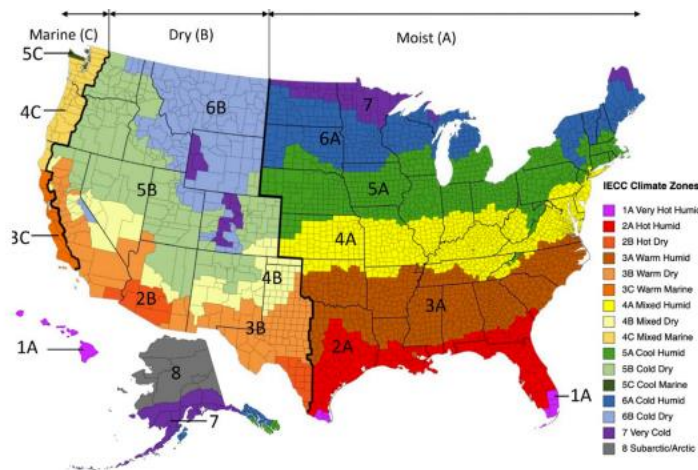 Marine (C)
Dry (B)
Moist (A)
5C
4C
6B
7
6A
5B
5A
3C
4B
4A
2B
3B
3A
2A
1A
8
7
1A
IECC Climate Zones
1A Very Hot Humid
2A Hot Humid
2B Hot Dry
3A Warm Humid
3B Warm Dry
3C Warm Marine
4A Mixed Humid
4B Mixed Dry
4C Mixed Marine
5A Cool Humid
5B Cold Dry
5C Cool Marine
6A Cold Humid
6B Cold Dry
7 Very Cold
8 Subarctic/Arctic